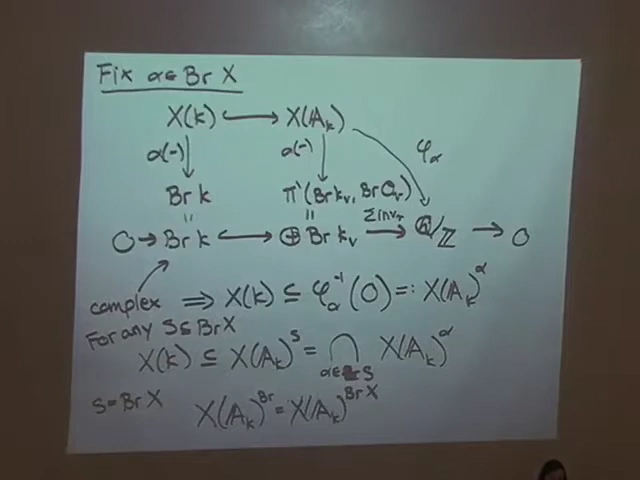 Fix α ∈ Br X
X(k) ⟶ X(𝔸_k)
α(-) ↓ α(-) ↓ φ_α
Br k ∏'(Br k_v, Br O_v)
0 → Br k ⟶ ⊕ Br k_v —Σ inv_v→ ℚ/ℤ → 0
complex ⟹ X(k) ⊆ φ_α^{-1}(0) =: X(𝔸_k)^α
For any S ⊆ Br X
X(k) ⊆ X(𝔸_k)^S = ⋂_{α∈S} X(𝔸_k)^α
S = Br X X(𝔸_k)^{Br} = X(𝔸_k)^{Br X}